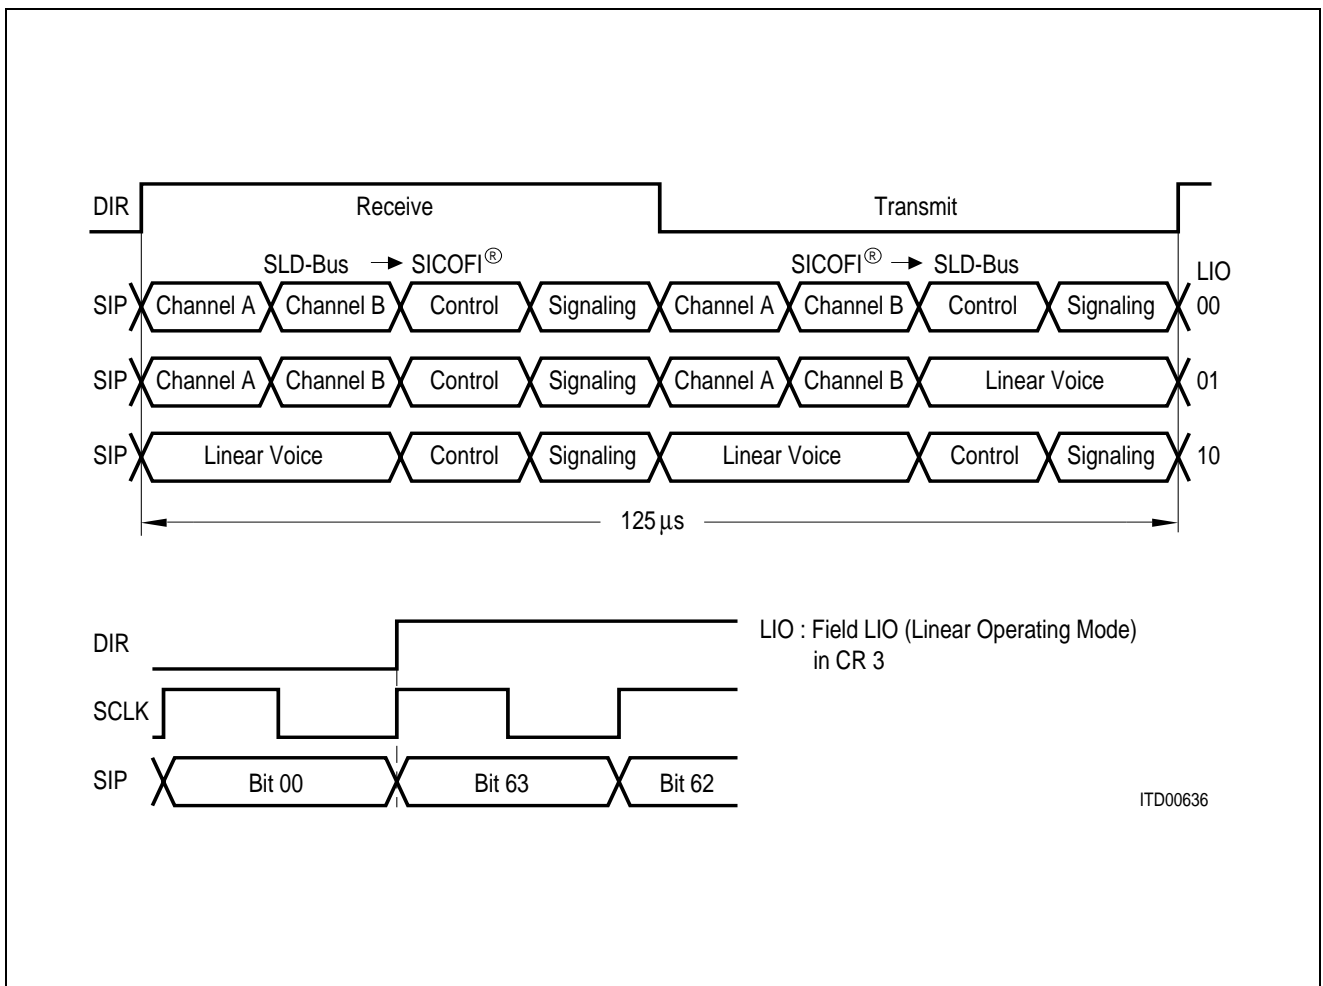 DIR Receive Transmit
SLD-Bus → SICOFI® SICOFI® → SLD-Bus LIO
SIP Channel A Channel B Control Signaling Channel A Channel B Control Signaling 00
SIP Channel A Channel B Control Signaling Channel A Channel B Linear Voice 01
SIP Linear Voice Control Signaling Linear Voice Control Signaling 10
125 µs
DIR LIO : Field LIO (Linear Operating Mode)
in CR 3
SCLK
SIP Bit 00 Bit 63 Bit 62
ITD00636